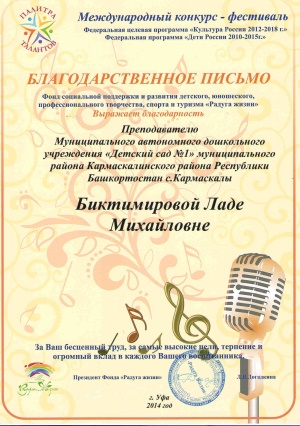 ПАЛИТРА ТАЛАНТОВ
Международный конкурс - фестиваль
Федеральная целевая программа «Культура России 2012-2018 г.»
Федеральная программа «Дети России 2010-2015г.»
БЛАГОДАРСТВЕННОЕ ПИСЬМО
Фонд социальной поддержки и развития детского, юношеского,
профессионального творчества, спорта и туризма «Радуга жизни»
Выражает благодарность
Преподавателю
Муниципального автономного дошкольного
учреждения «Детский сад №1» муниципального
района Кармаскалинского района Республики
Башкортостан с.Кармаскалы
Биктимировой Ладе
Михайловне
За Ваш бесценный труд, за самые высокие цели, терпение и
огромный вклад в каждого Вашего воспитанника.
Президент Фонда «Радуга жизни»
г. Уфа
2014 год